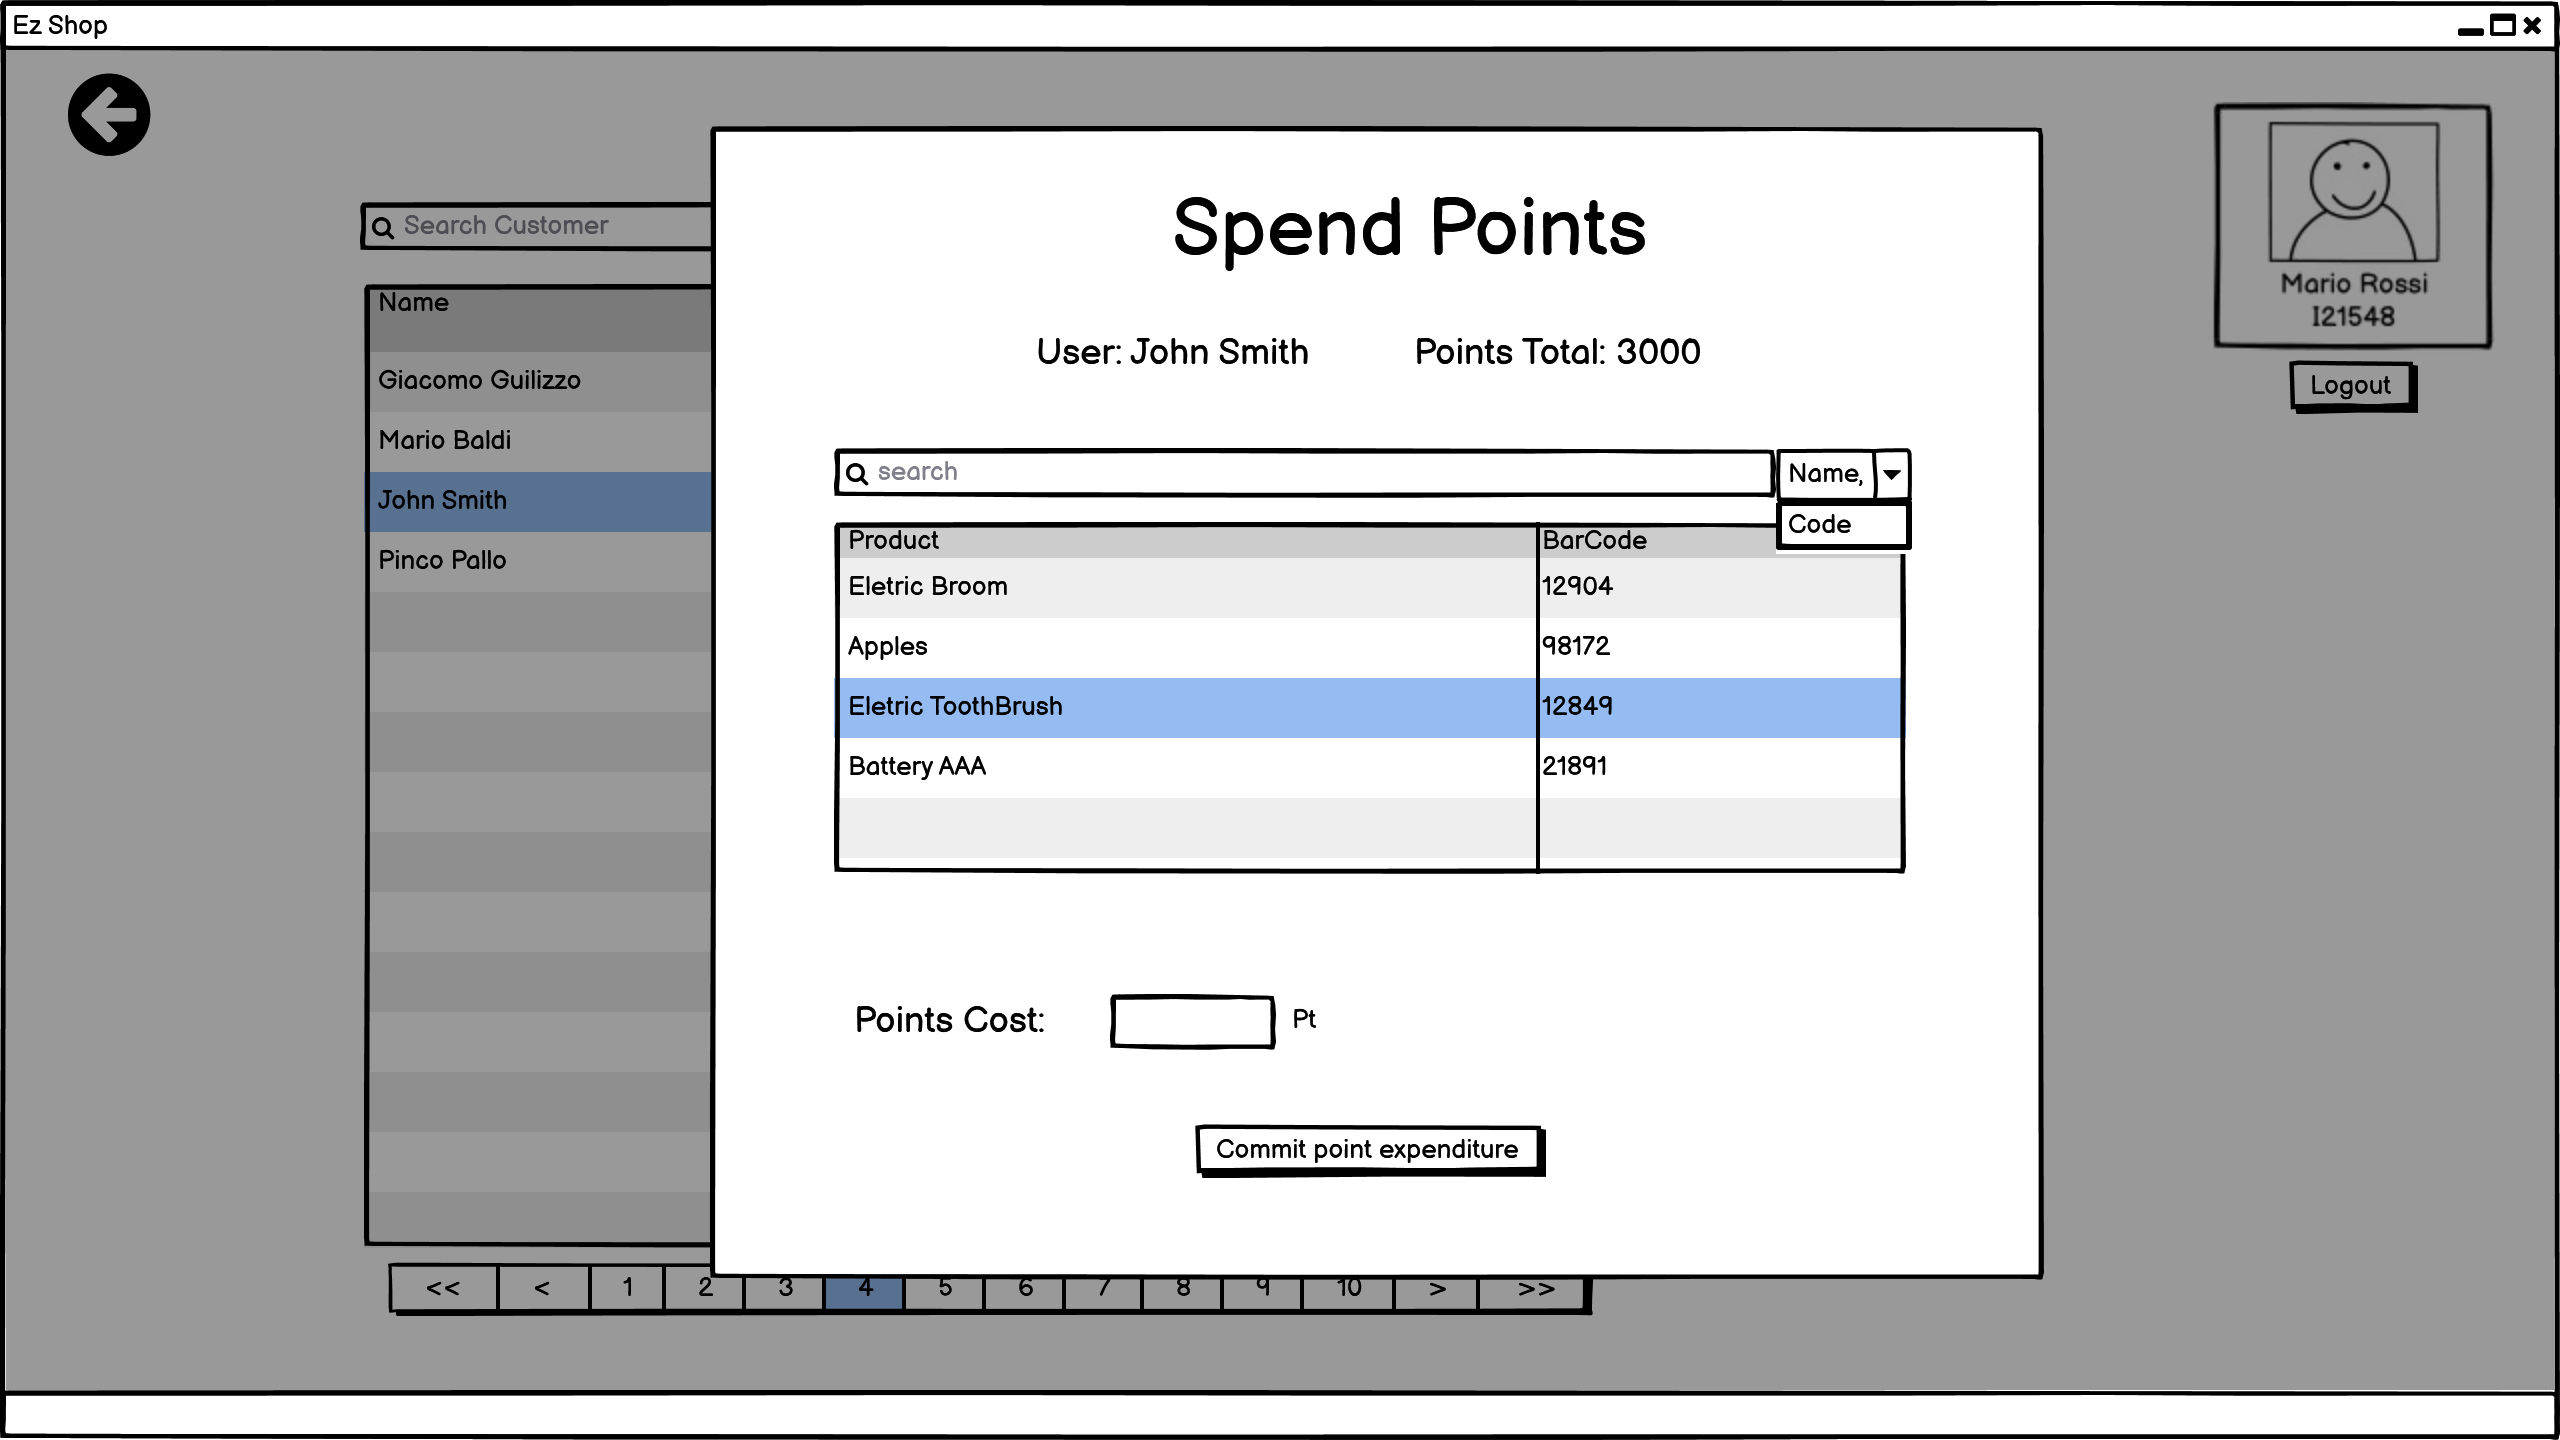 Ez Shop
Search Customer
Name
Giacomo Guilizzo
Mario Baldi
John Smith
Pinco Pallo
Spend Points
User: John Smith
Points Total: 3000
search
Name,
Code
Product BarCode
Eletric Broom 12904
Apples 98172
Eletric ToothBrush 12849
Battery AAA 21891
Points Cost: Pt
Commit point expenditure
Mario Rossi
I21548
Logout
<< < 1 2 3 4 5 6 7 8 9 10 > >>